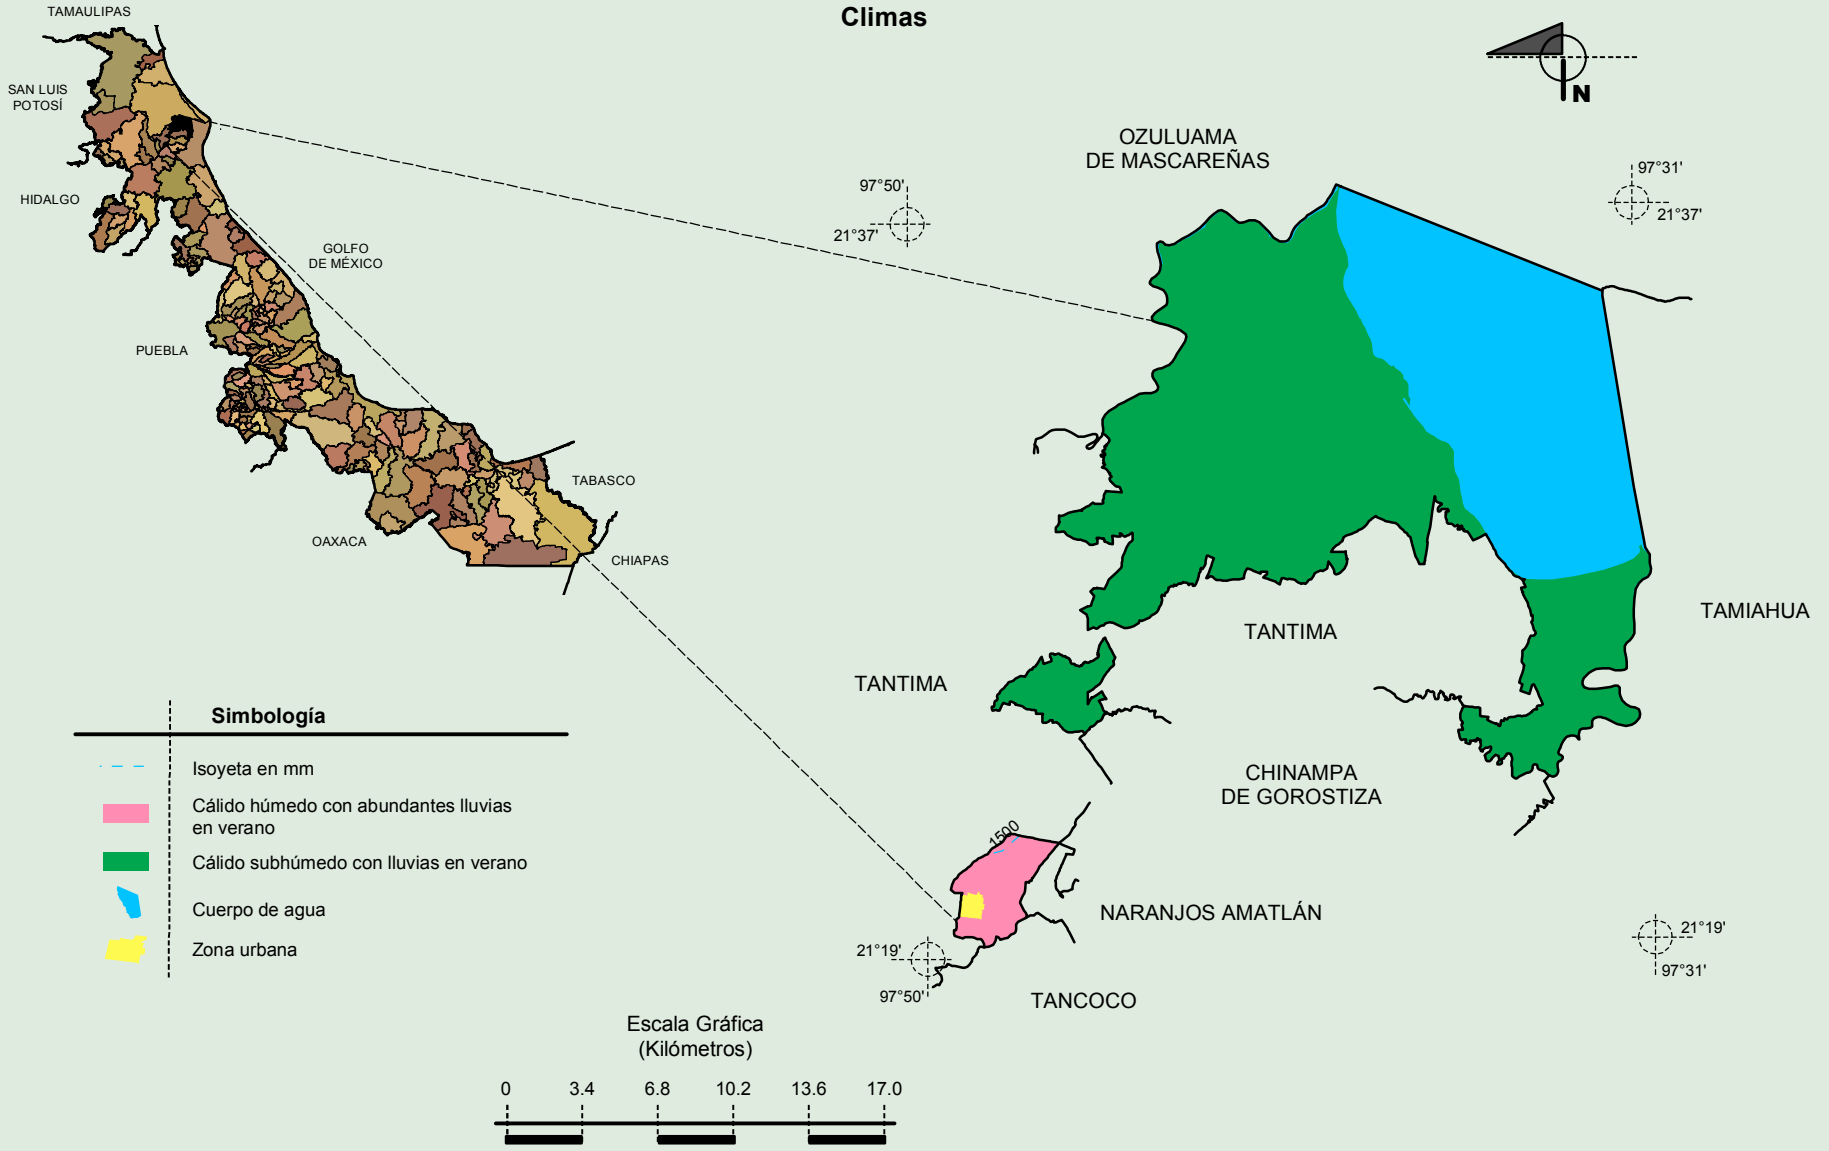 Climas
TAMAULIPAS
SAN LUIS
POTOSÍ
HIDALGO
GOLFO
DE MÉXICO
PUEBLA
OAXACA
TABASCO
CHIAPAS
N
OZULUAMA
DE MASCAREÑAS
97°50'
21°37'
97°31'
21°37'
TANTIMA
TAMIAHUA
TANTIMA
CHINAMPA
DE GOROSTIZA
1500
NARANJOS AMATLÁN
21°19'
97°50'
21°19'
97°31'
TANCOCO
Simbología
Isoyeta en mm
Cálido húmedo con abundantes lluvias
en verano
Cálido subhúmedo con lluvias en verano
Cuerpo de agua
Zona urbana
Escala Gráfica
(Kilómetros)
0 3.4 6.8 10.2 13.6 17.0